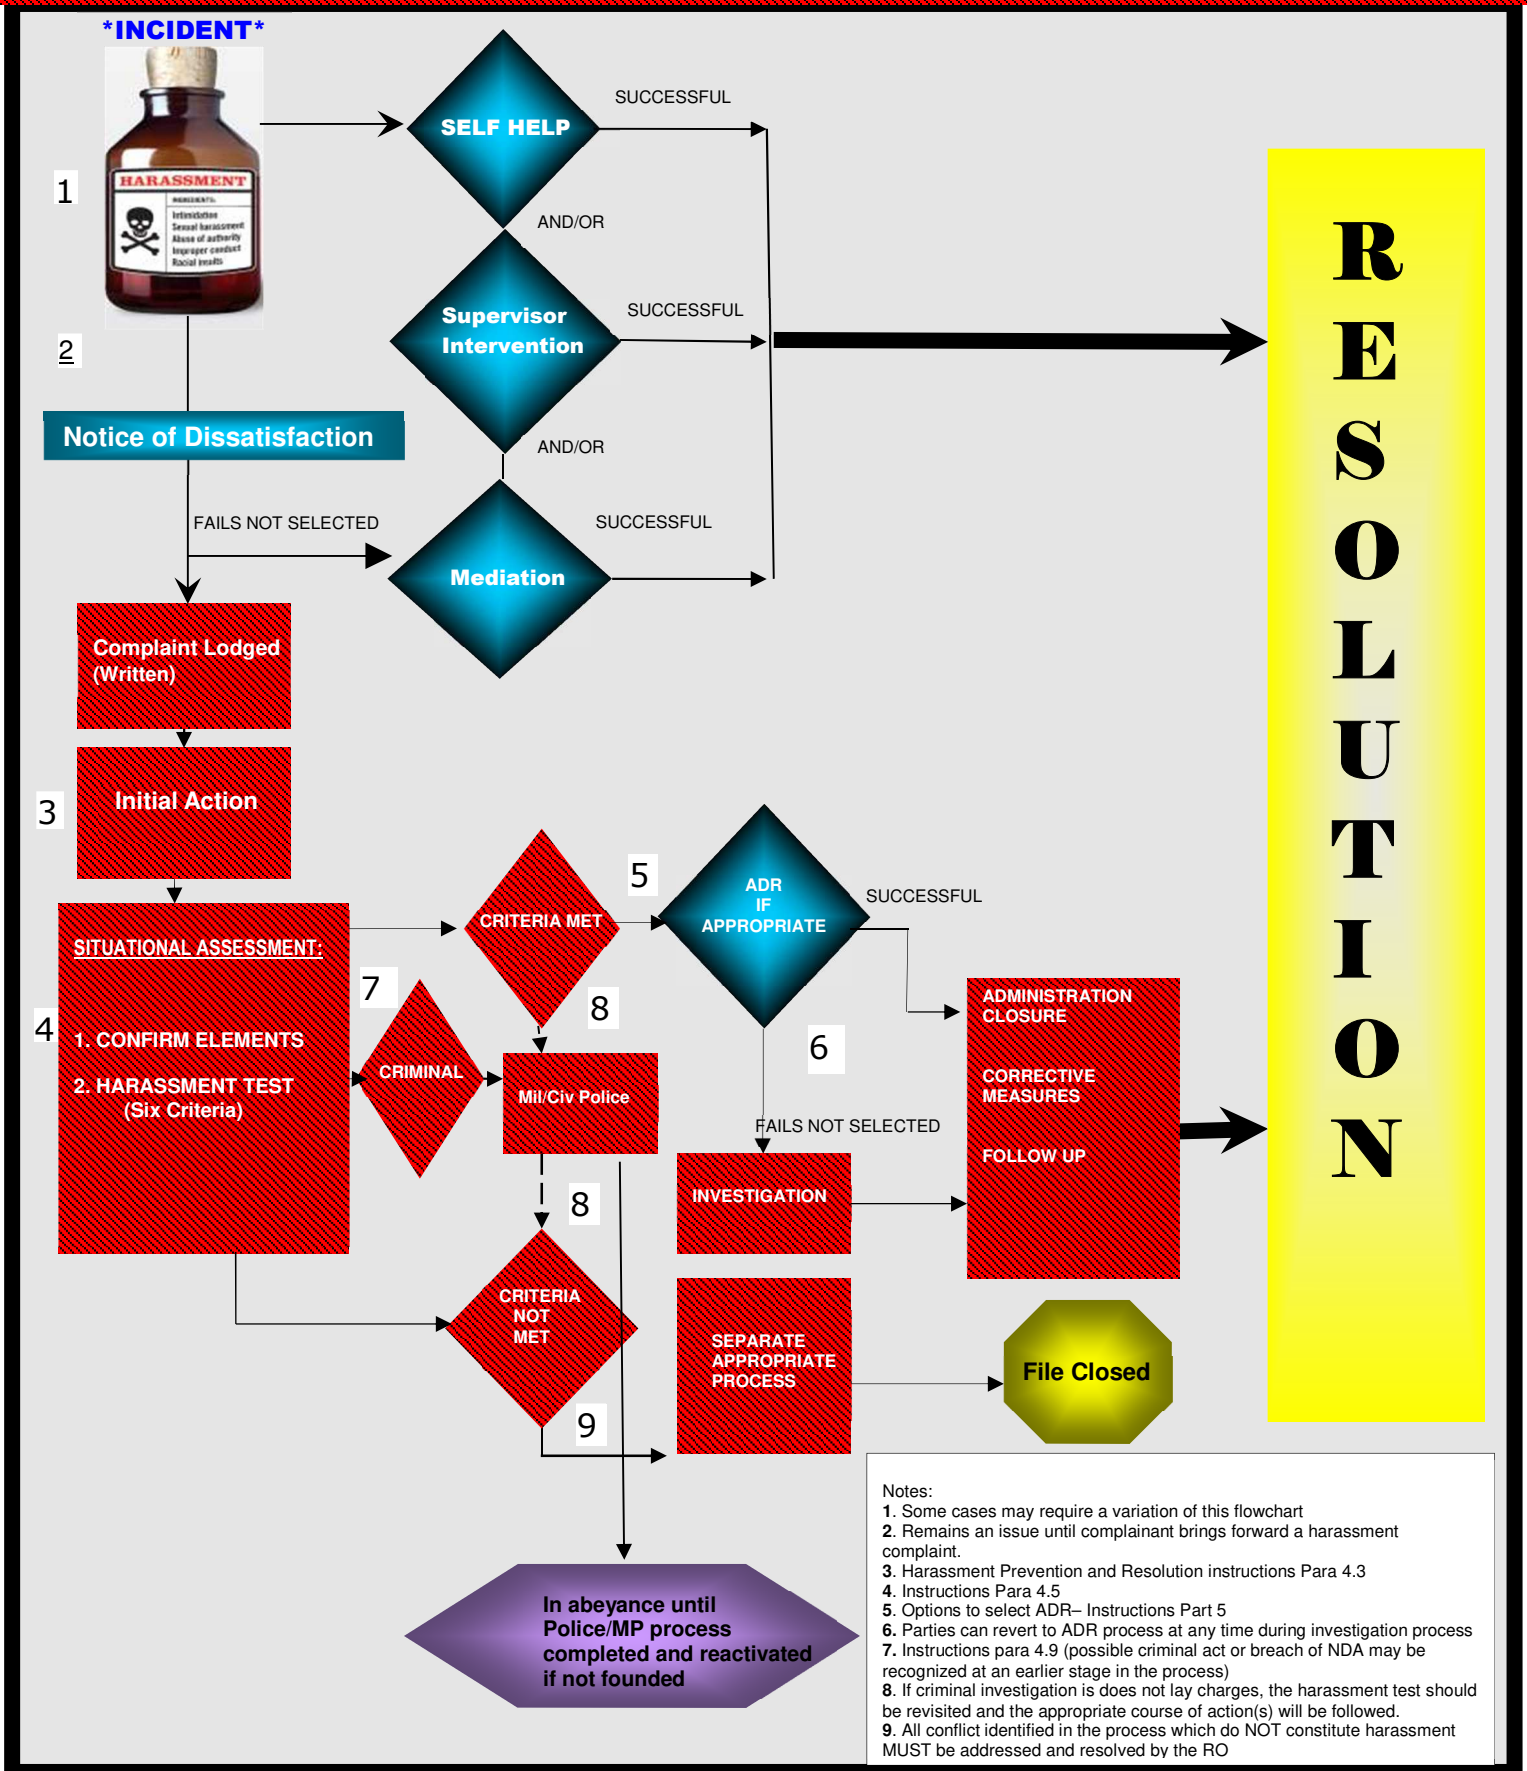 *INCIDENT*
HARASSMENT
INGREDIENTS:
Intimidation
Sexual harassment
Abuse of authority
Improper conduct
Racial insults
1
2
SELF HELP
SUCCESSFUL
AND/OR
Supervisor
Intervention
SUCCESSFUL
AND/OR
Notice of Dissatisfaction
FAILS NOT SELECTED
Mediation
SUCCESSFUL
R
E
S
O
L
U
T
I
O
N
Complaint Lodged
(Written)
3
Initial Action
4
SITUATIONAL ASSESSMENT:
1. CONFIRM ELEMENTS
2. HARASSMENT TEST
(Six Criteria)
CRITERIA MET
5
ADR
IF
APPROPRIATE
SUCCESSFUL
7
CRIMINAL
8
Mil/Civ Police
6
FAILS NOT SELECTED
INVESTIGATION
ADMINISTRATION
CLOSURE
CORRECTIVE
MEASURES
FOLLOW UP
8
CRITERIA
NOT
MET
9
SEPARATE
APPROPRIATE
PROCESS
File Closed
In abeyance until
Police/MP process
completed and reactivated
if not founded
Notes:
1. Some cases may require a variation of this flowchart
2. Remains an issue until complainant brings forward a harassment
complaint.
3. Harassment Prevention and Resolution instructions Para 4.3
4. Instructions Para 4.5
5. Options to select ADR– Instructions Part 5
6. Parties can revert to ADR process at any time during investigation process
7. Instructions para 4.9 (possible criminal act or breach of NDA may be
recognized at an earlier stage in the process)
8. If criminal investigation is does not lay charges, the harassment test should
be revisited and the appropriate course of action(s) will be followed.
9. All conflict identified in the process which do NOT constitute harassment
MUST be addressed and resolved by the RO